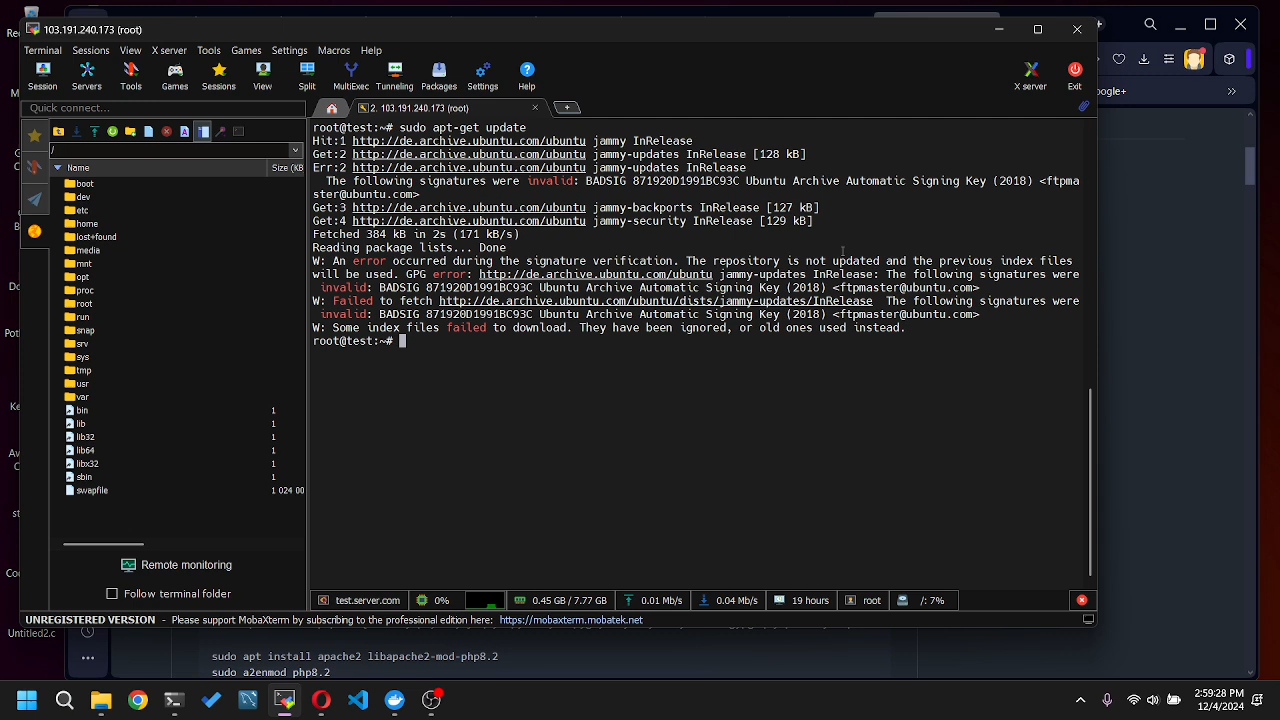 103.191.240.173 (root)
Terminal Sessions View X server Tools Games Settings Macros Help
Session Servers Tools Games Sessions View Split MultiExec Tunneling Packages Settings Help X server Exit
Quick connect...
2. 103.191.240.173 (root)
oogle+
/
Name Size (KB
boot
dev
etc
home
lost+found
media
mnt
opt
proc
root
run
snap
srv
sys
tmp
usr
var
bin 1
lib 1
lib32 1
lib64 1
libx32 1
sbin 1
swapfile 1 024 00
Remote monitoring
Follow terminal folder
root@test:~# sudo apt-get update
Hit:1 http://de.archive.ubuntu.com/ubuntu jammy InRelease
Get:2 http://de.archive.ubuntu.com/ubuntu jammy-updates InRelease [128 kB]
Err:2 http://de.archive.ubuntu.com/ubuntu jammy-updates InRelease
The following signatures were invalid: BADSIG 871920D1991BC93C Ubuntu Archive Automatic Signing Key (2018) <ftpma
ster@ubuntu.com>
Get:3 http://de.archive.ubuntu.com/ubuntu jammy-backports InRelease [127 kB]
Get:4 http://de.archive.ubuntu.com/ubuntu jammy-security InRelease [129 kB]
Fetched 384 kB in 2s (171 kB/s)
Reading package lists... Done
W: An error occurred during the signature verification. The repository is not updated and the previous index files
will be used. GPG error: http://de.archive.ubuntu.com/ubuntu jammy-updates InRelease: The following signatures were
invalid: BADSIG 871920D1991BC93C Ubuntu Archive Automatic Signing Key (2018) <ftpmaster@ubuntu.com>
W: Failed to fetch http://de.archive.ubuntu.com/ubuntu/dists/jammy-updates/InRelease The following signatures were
invalid: BADSIG 871920D1991BC93C Ubuntu Archive Automatic Signing Key (2018) <ftpmaster@ubuntu.com>
W: Some index files failed to download. They have been ignored, or old ones used instead.
root@test:~#
test.server.com 0% 0.45 GB / 7.77 GB 0.01 Mb/s 0.04 Mb/s 19 hours root /: 7%
UNREGISTERED VERSION - Please support MobaXterm by subscribing to the professional edition here: https://mobaxterm.mobatek.net
Untitled2.c
sudo apt install apache2 libapache2-mod-php8.2
sudo a2enmod php8.2
2:59:28 PM
12/4/2024